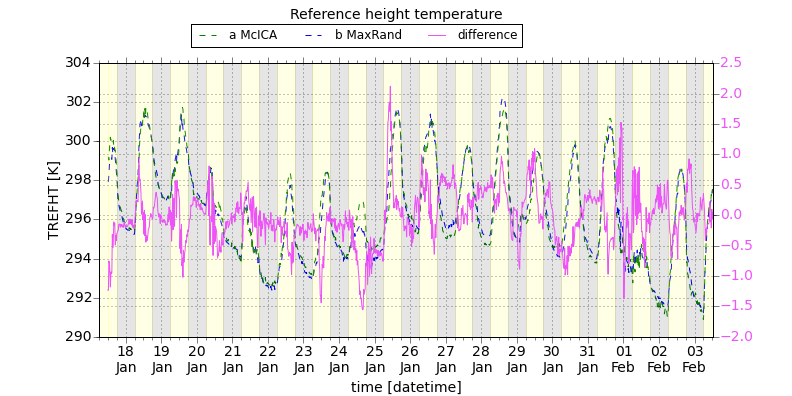 Reference height temperature
a McICA b MaxRand difference
304 2.5
302 2.0
300 1.5
298 1.0
296 0.5
294 0.0
292 −0.5
290 −1.0
−1.5
−2.0
TREFHT [K]
18 19 20 21 22 23 24 25 26 27 28 29 30 31 01 02 03
Jan Jan Jan Jan Jan Jan Jan Jan Jan Jan Jan Jan Jan Jan Feb Feb Feb
time [datetime]